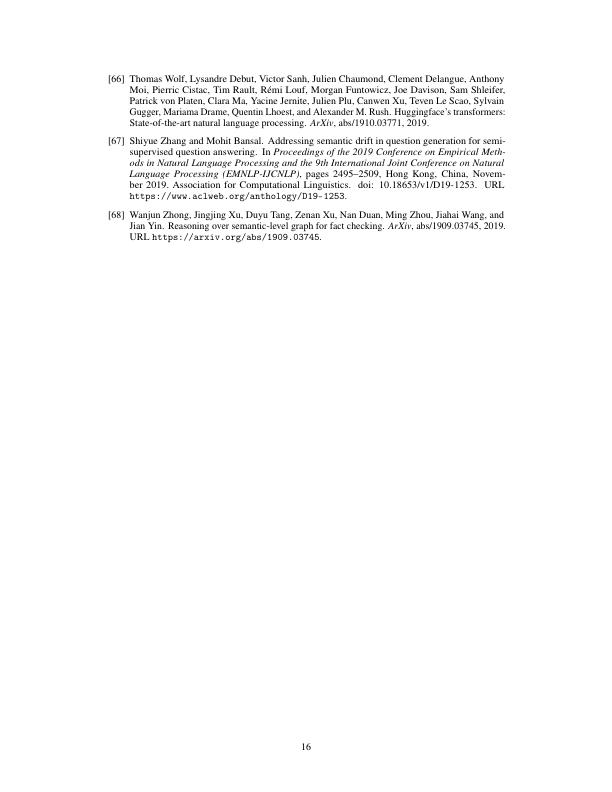 [66] Thomas Wolf, Lysandre Debut, Victor Sanh, Julien Chaumond, Clement Delangue, Anthony
Moi, Pierric Cistac, Tim Rault, Rémi Louf, Morgan Funtowicz, Joe Davison, Sam Shleifer,
Patrick von Platen, Clara Ma, Yacine Jernite, Julien Plu, Canwen Xu, Teven Le Scao, Sylvain
Gugger, Mariama Drame, Quentin Lhoest, and Alexander M. Rush. Huggingface's transformers:
State-of-the-art natural language processing. ArXiv, abs/1910.03771, 2019.
[67] Shiyue Zhang and Mohit Bansal. Addressing semantic drift in question generation for semi-
supervised question answering. In Proceedings of the 2019 Conference on Empirical Meth-
ods in Natural Language Processing and the 9th International Joint Conference on Natural
Language Processing (EMNLP-IJCNLP), pages 2495–2509, Hong Kong, China, Novem-
ber 2019. Association for Computational Linguistics. doi: 10.18653/v1/D19-1253. URL
https://www.aclweb.org/anthology/D19-1253.
[68] Wanjun Zhong, Jingjing Xu, Duyu Tang, Zenan Xu, Nan Duan, Ming Zhou, Jiahai Wang, and
Jian Yin. Reasoning over semantic-level graph for fact checking. ArXiv, abs/1909.03745, 2019.
URL https://arxiv.org/abs/1909.03745.
16